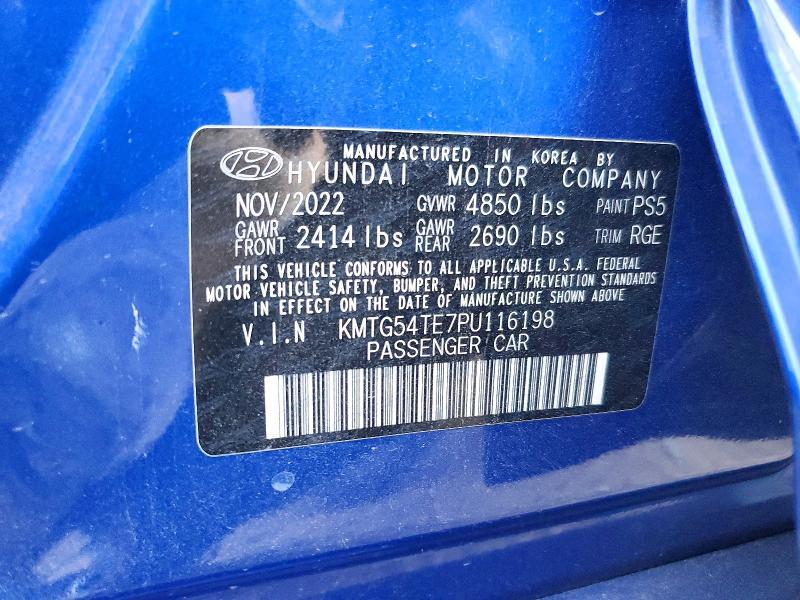 MANUFACTURED IN KOREA BY
HYUNDAI MOTOR COMPANY
NOV/2022 GVWR 4850 lbs PAINT PS5
GAWR FRONT 2414 lbs GAWR REAR 2690 lbs TRIM RGE
THIS VEHICLE CONFORMS TO ALL APPLICABLE U.S.A. FEDERAL
MOTOR VEHICLE SAFETY, BUMPER, AND THEFT PREVENTION STANDARDS
IN EFFECT ON THE DATE OF MANUFACTURE SHOWN ABOVE
V.I.N KMTG54TE7PU116198
PASSENGER CAR